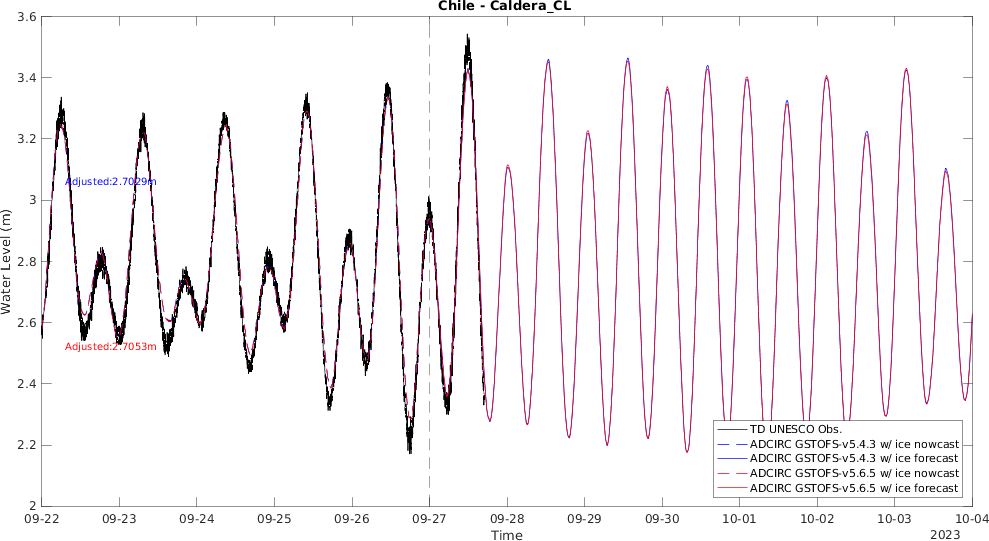 Chile - Caldera_CL
3.6
3.4
3.2
3
2.8
2.6
2.4
2.2
2
Water Level (m)
Adjusted:2.7029m
Adjusted:2.7053m
TD UNESCO Obs.
ADCIRC GSTOFS-v5.4.3 w/ ice nowcast
ADCIRC GSTOFS-v5.4.3 w/ ice forecast
ADCIRC GSTOFS-v5.6.5 w/ ice nowcast
ADCIRC GSTOFS-v5.6.5 w/ ice forecast
09-22 09-23 09-24 09-25 09-26 09-27 09-28 09-29 09-30 10-01 10-02 10-03 10-04
Time
2023